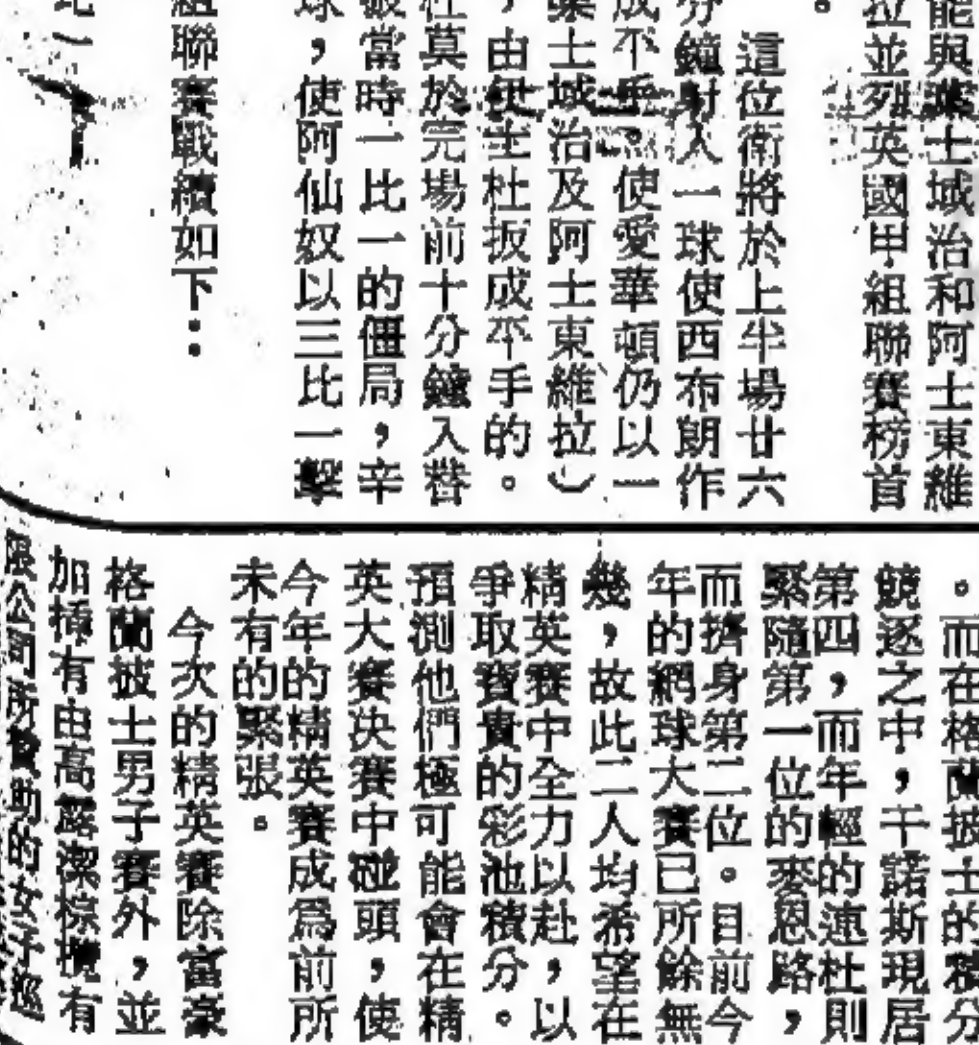 能與葉士域治和阿士東維
拉並列英國甲組聯賽榜首
。
這位衛將於上半場廿六
分鐘射入一球使西布朗作
成不乎。使愛華頓仍以一
葉士域治及阿士東維拉）
，由使主杜扳成平手的。
杜莫於完場前十分鐘入替
破當時一比一的僵局，辛
球，使阿仙奴以三比一擊
組聯賽戰績如下：
比一
。而在格蘭披士的積分
競逐之中，干諾斯現居
第四，而年輕的連杜則
緊隨第一位的麥恩路，
而擠身第二位。目前今
年的網球大賽已所餘無
幾，故此二人均希望在
精英賽中全力以赴，以
爭取寶貴的彩池積分。
預測他們極可能會在精
英大賽決賽中碰頭，使
今年的精英賽成爲前所
未有的緊張。
今次的精英賽除富豪
格蘭披士男子賽外，並
加插有由高露潔棕欖有
限公司所贊助的女子巡